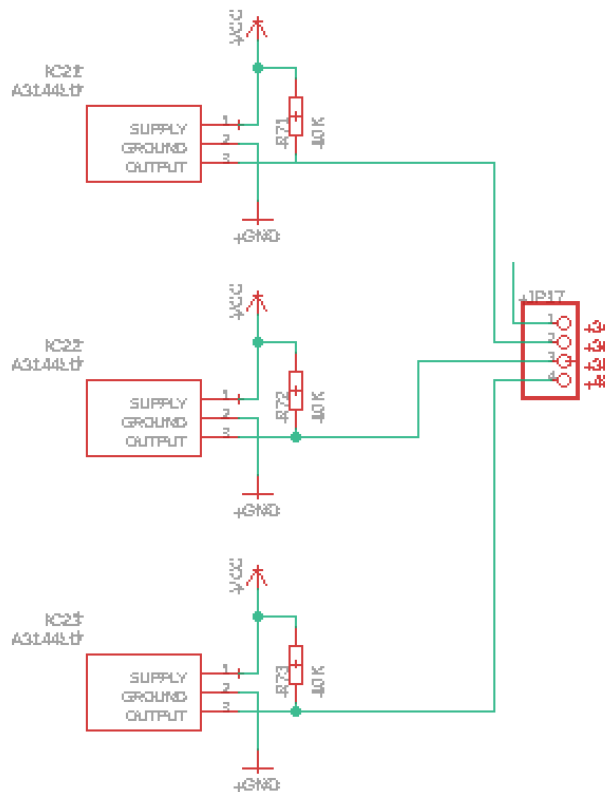 VCC
IC21
A3144EU
SUPPLY 1
GROUND 2
OUTPUT 3
R71
10K
GND
VCC
IC22
A3144EU
SUPPLY 1
GROUND 2
OUTPUT 3
R72
10K
GND
JP17
1
2
3
4
VCC
IC23
A3144EU
SUPPLY 1
GROUND 2
OUTPUT 3
R73
10K
GND